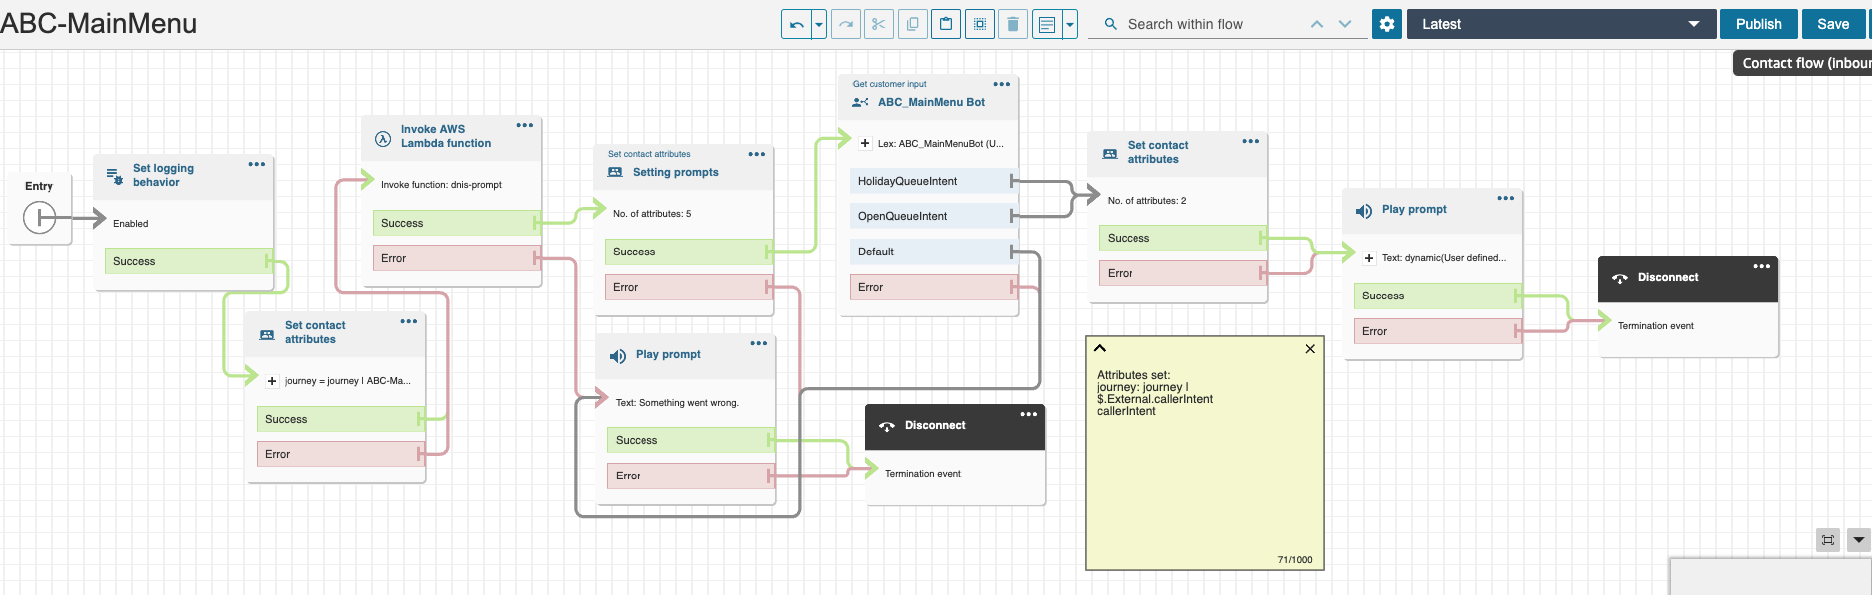 ABC-MainMenu
Search within flow
Latest
Publish
Save
Contact flow (inbou
Entry
Set logging
behavior
Enabled
Success
Set contact
attributes
journey = journey | ABC-Ma...
Success
Error
Invoke AWS
Lambda function
Invoke function: dnis-prompt
Success
Error
Set contact attributes
Setting prompts
No. of attributes: 5
Success
Error
Play prompt
Text: Something went wrong.
Success
Error
Get customer input
ABC_MainMenu Bot
Lex: ABC_MainMenuBot (U...
HolidayQueueIntent
OpenQueueIntent
Default
Error
Disconnect
Termination event
Set contact
attributes
No. of attributes: 2
Success
Error
Attributes set:
journey: journey |
$.External.callerIntent
callerIntent
71/1000
Play prompt
Text: dynamic(User defined...
Success
Error
Disconnect
Termination event